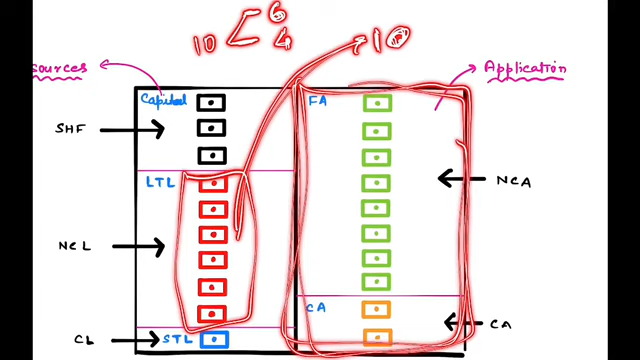 6
10 < 4
10
sources
Application
Capital
FA
SHF
LTL
NCA
NCL
CA
CA
CL
STL